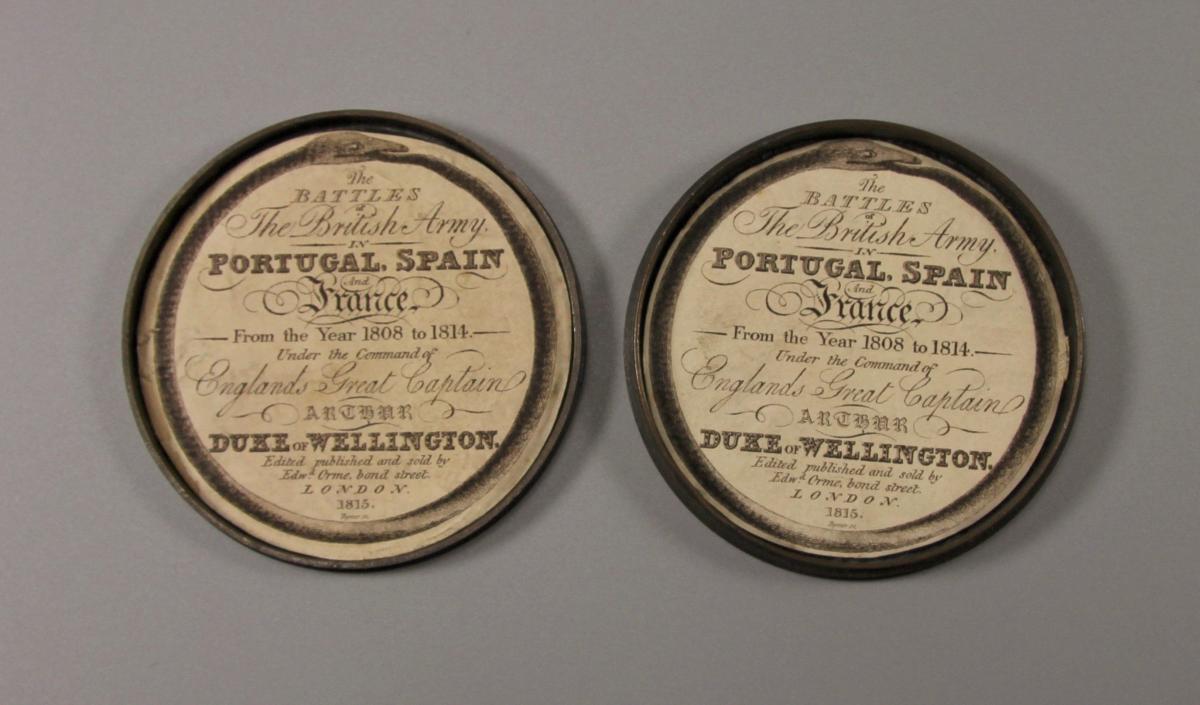 The
BATTLES
of
The British Army.
IN
PORTUGAL, SPAIN
And
France,
From the Year 1808 to 1814.
Under the Command of
Englands Great Captain
ARTHUR
DUKE OF WELLINGTON.
Edited published and sold by
Edwd. Orme, bond street.
LONDON.
1815.
The
BATTLES
of
The British Army.
IN
PORTUGAL, SPAIN
And
France,
From the Year 1808 to 1814.
Under the Command of
Englands Great Captain
ARTHUR
DUKE OF WELLINGTON.
Edited published and sold by
Edwd. Orme, bond street.
LONDON.
1815.